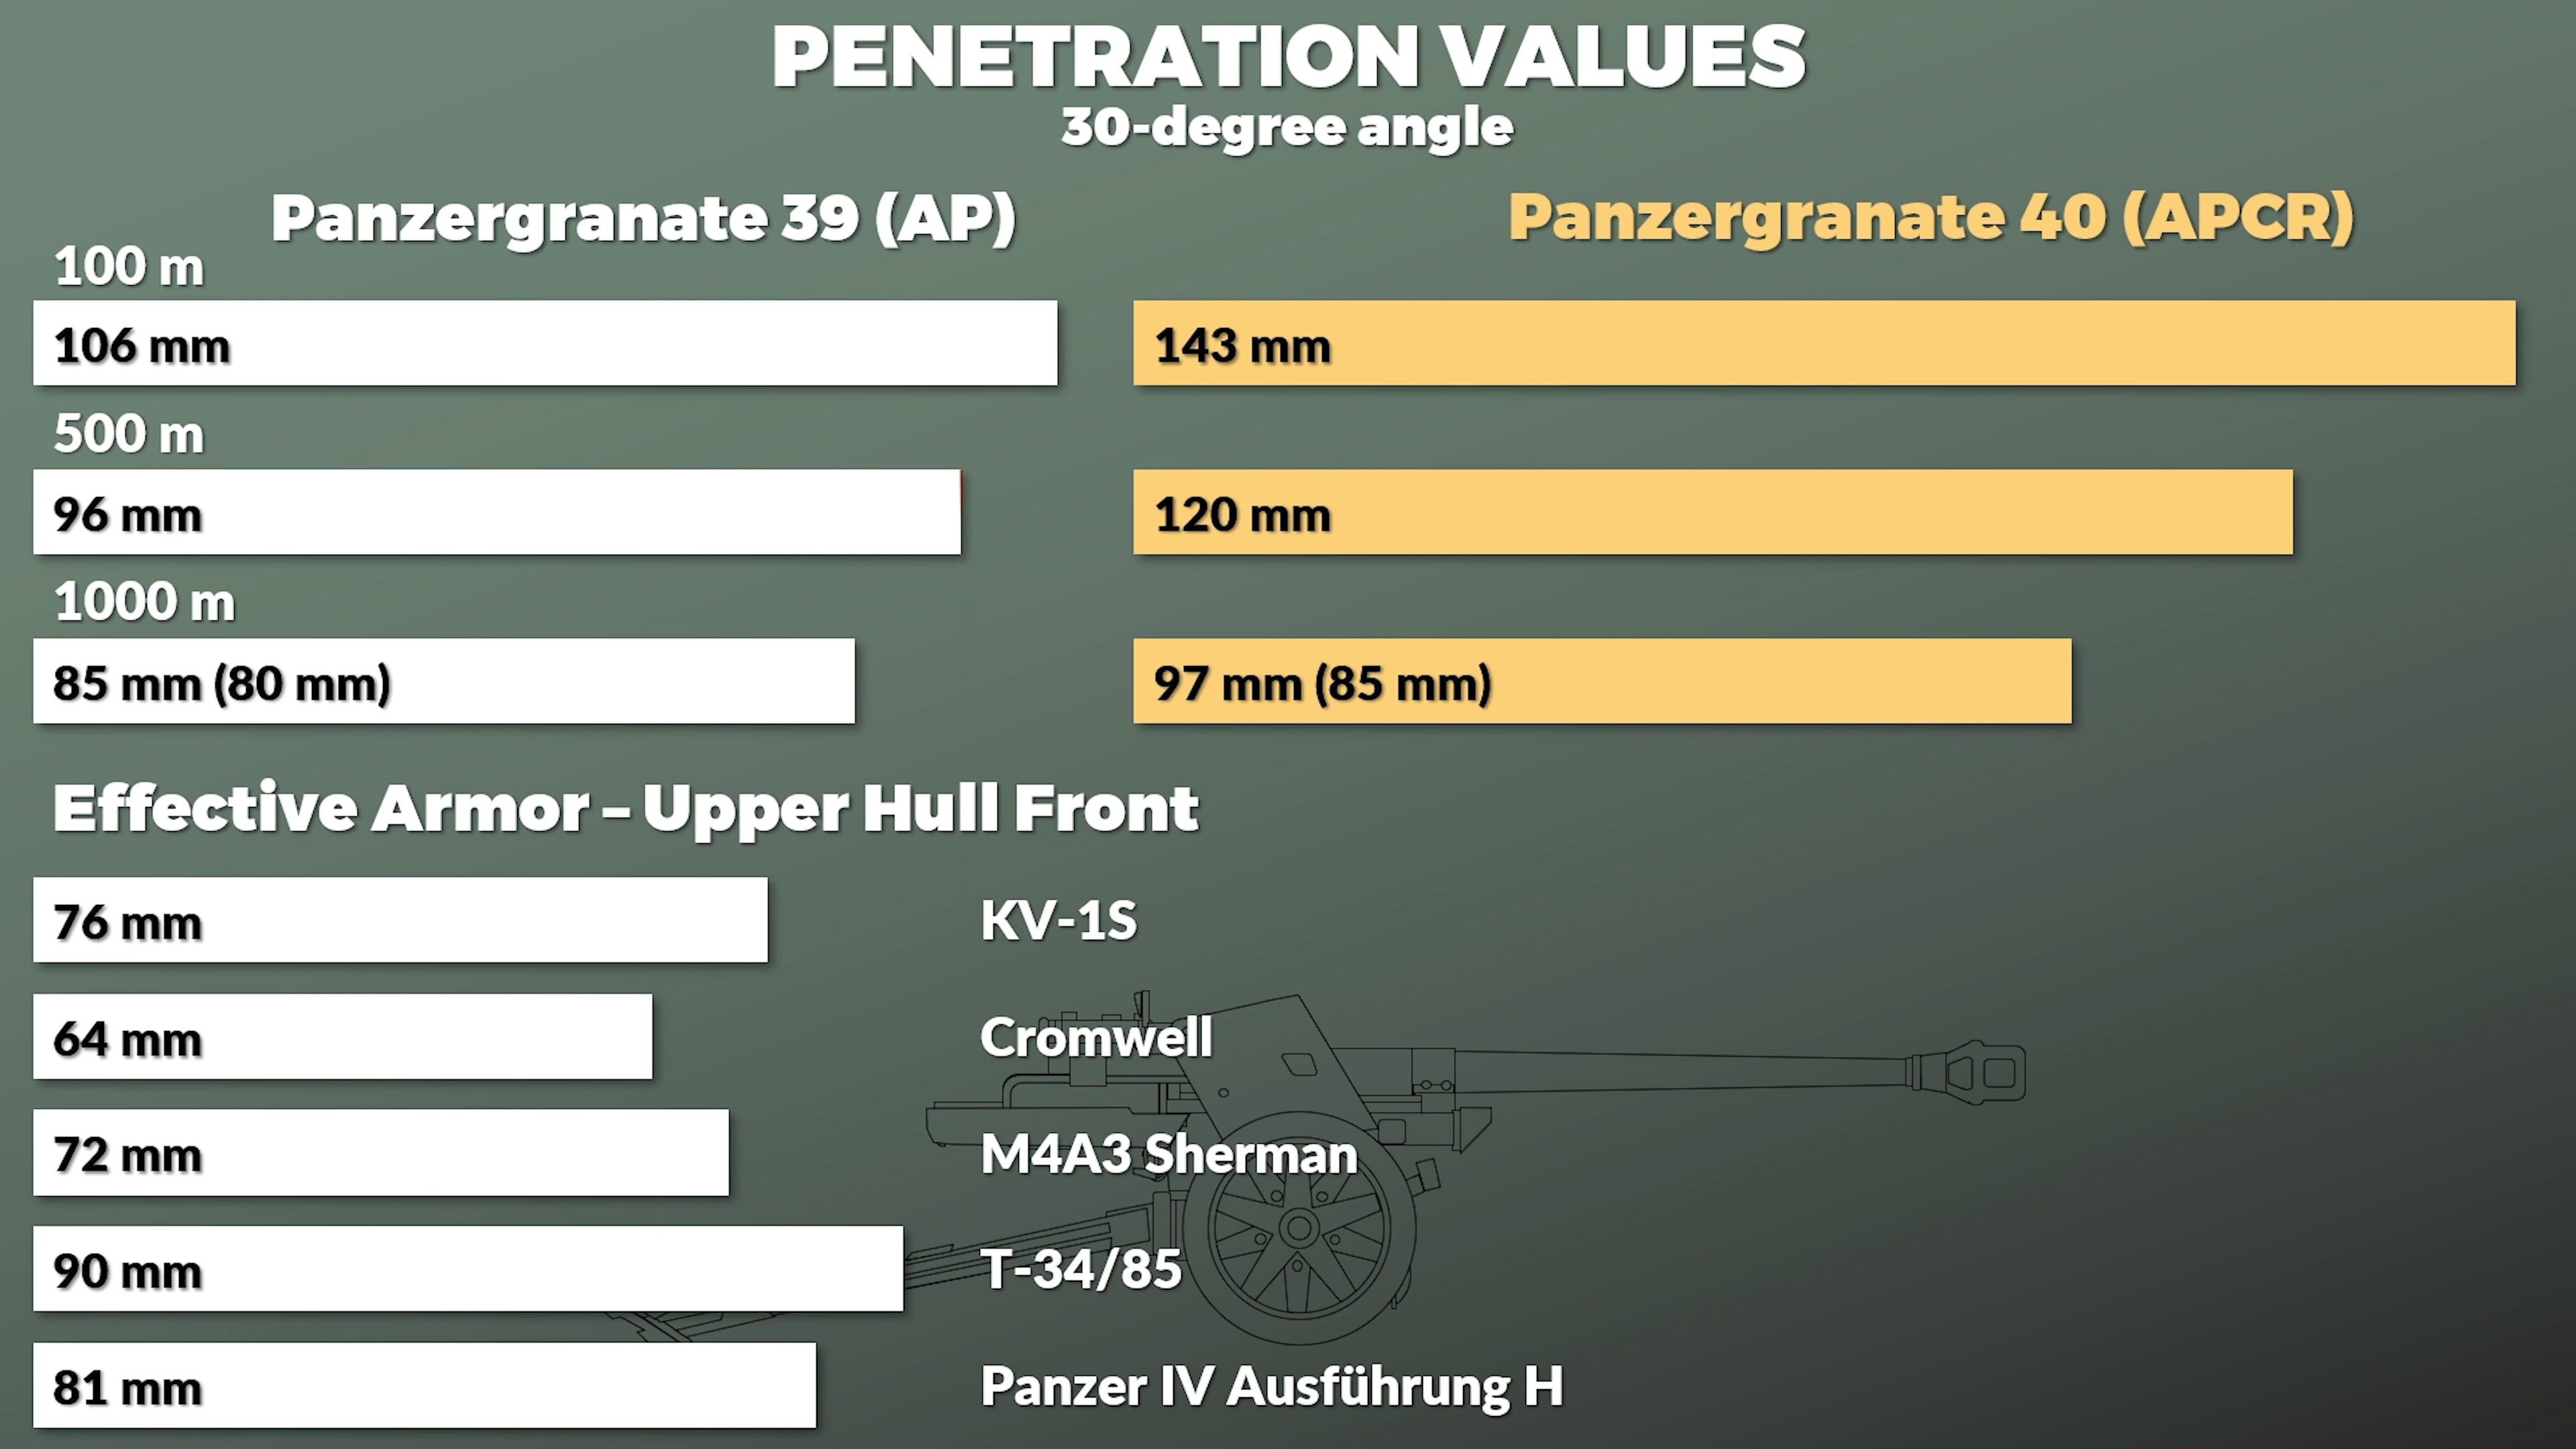 PENETRATION VALUES
30-degree angle
Panzergranate 39 (AP)
Panzergranate 40 (APCR)
100 m
106 mm
143 mm
500 m
96 mm
120 mm
1000 m
85 mm (80 mm)
97 mm (85 mm)
Effective Armor – Upper Hull Front
76 mm
KV-1S
64 mm
Cromwell
72 mm
M4A3 Sherman
90 mm
T-34/85
81 mm
Panzer IV Ausführung H